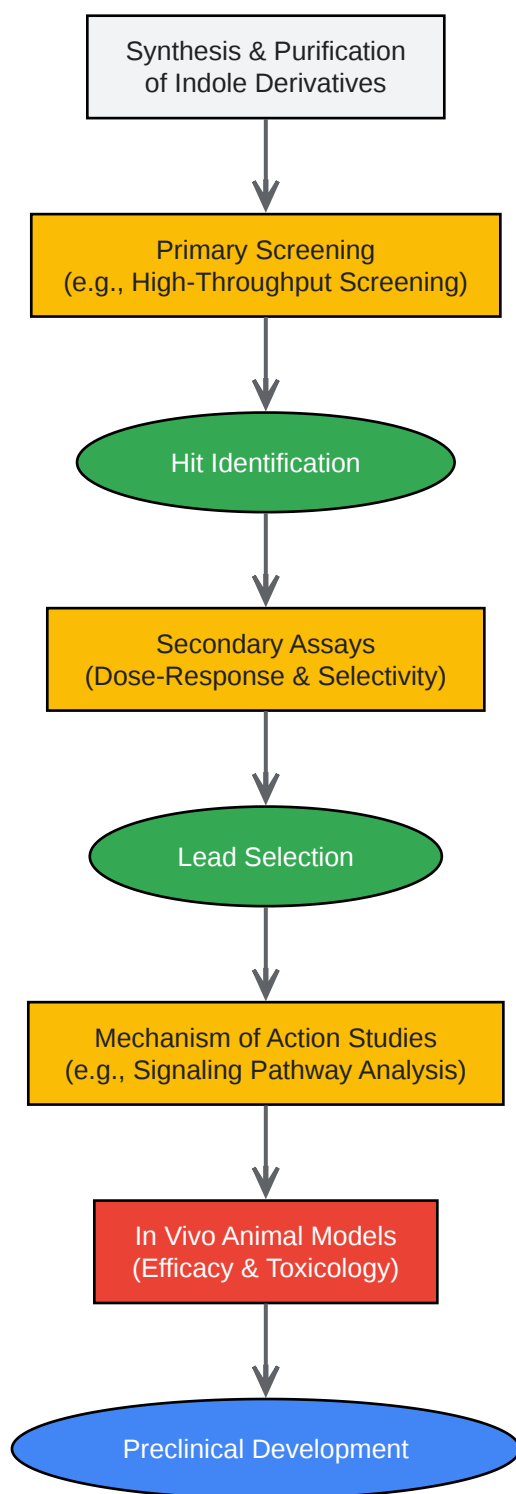 Synthesis & Purification
of Indole Derivatives
Primary Screening
(e.g., High-Throughput Screening)
Hit Identification
Secondary Assays
(Dose-Response & Selectivity)
Lead Selection
Mechanism of Action Studies
(e.g., Signaling Pathway Analysis)
In Vivo Animal Models
(Efficacy & Toxicology)
Preclinical Development